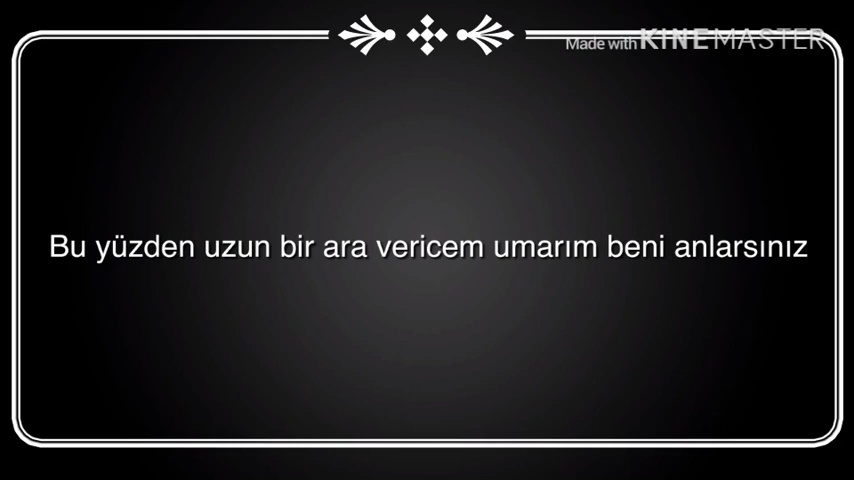 Made with KINEMASTER
Bu yüzden uzun bir ara vericem umarım beni anlarsınız